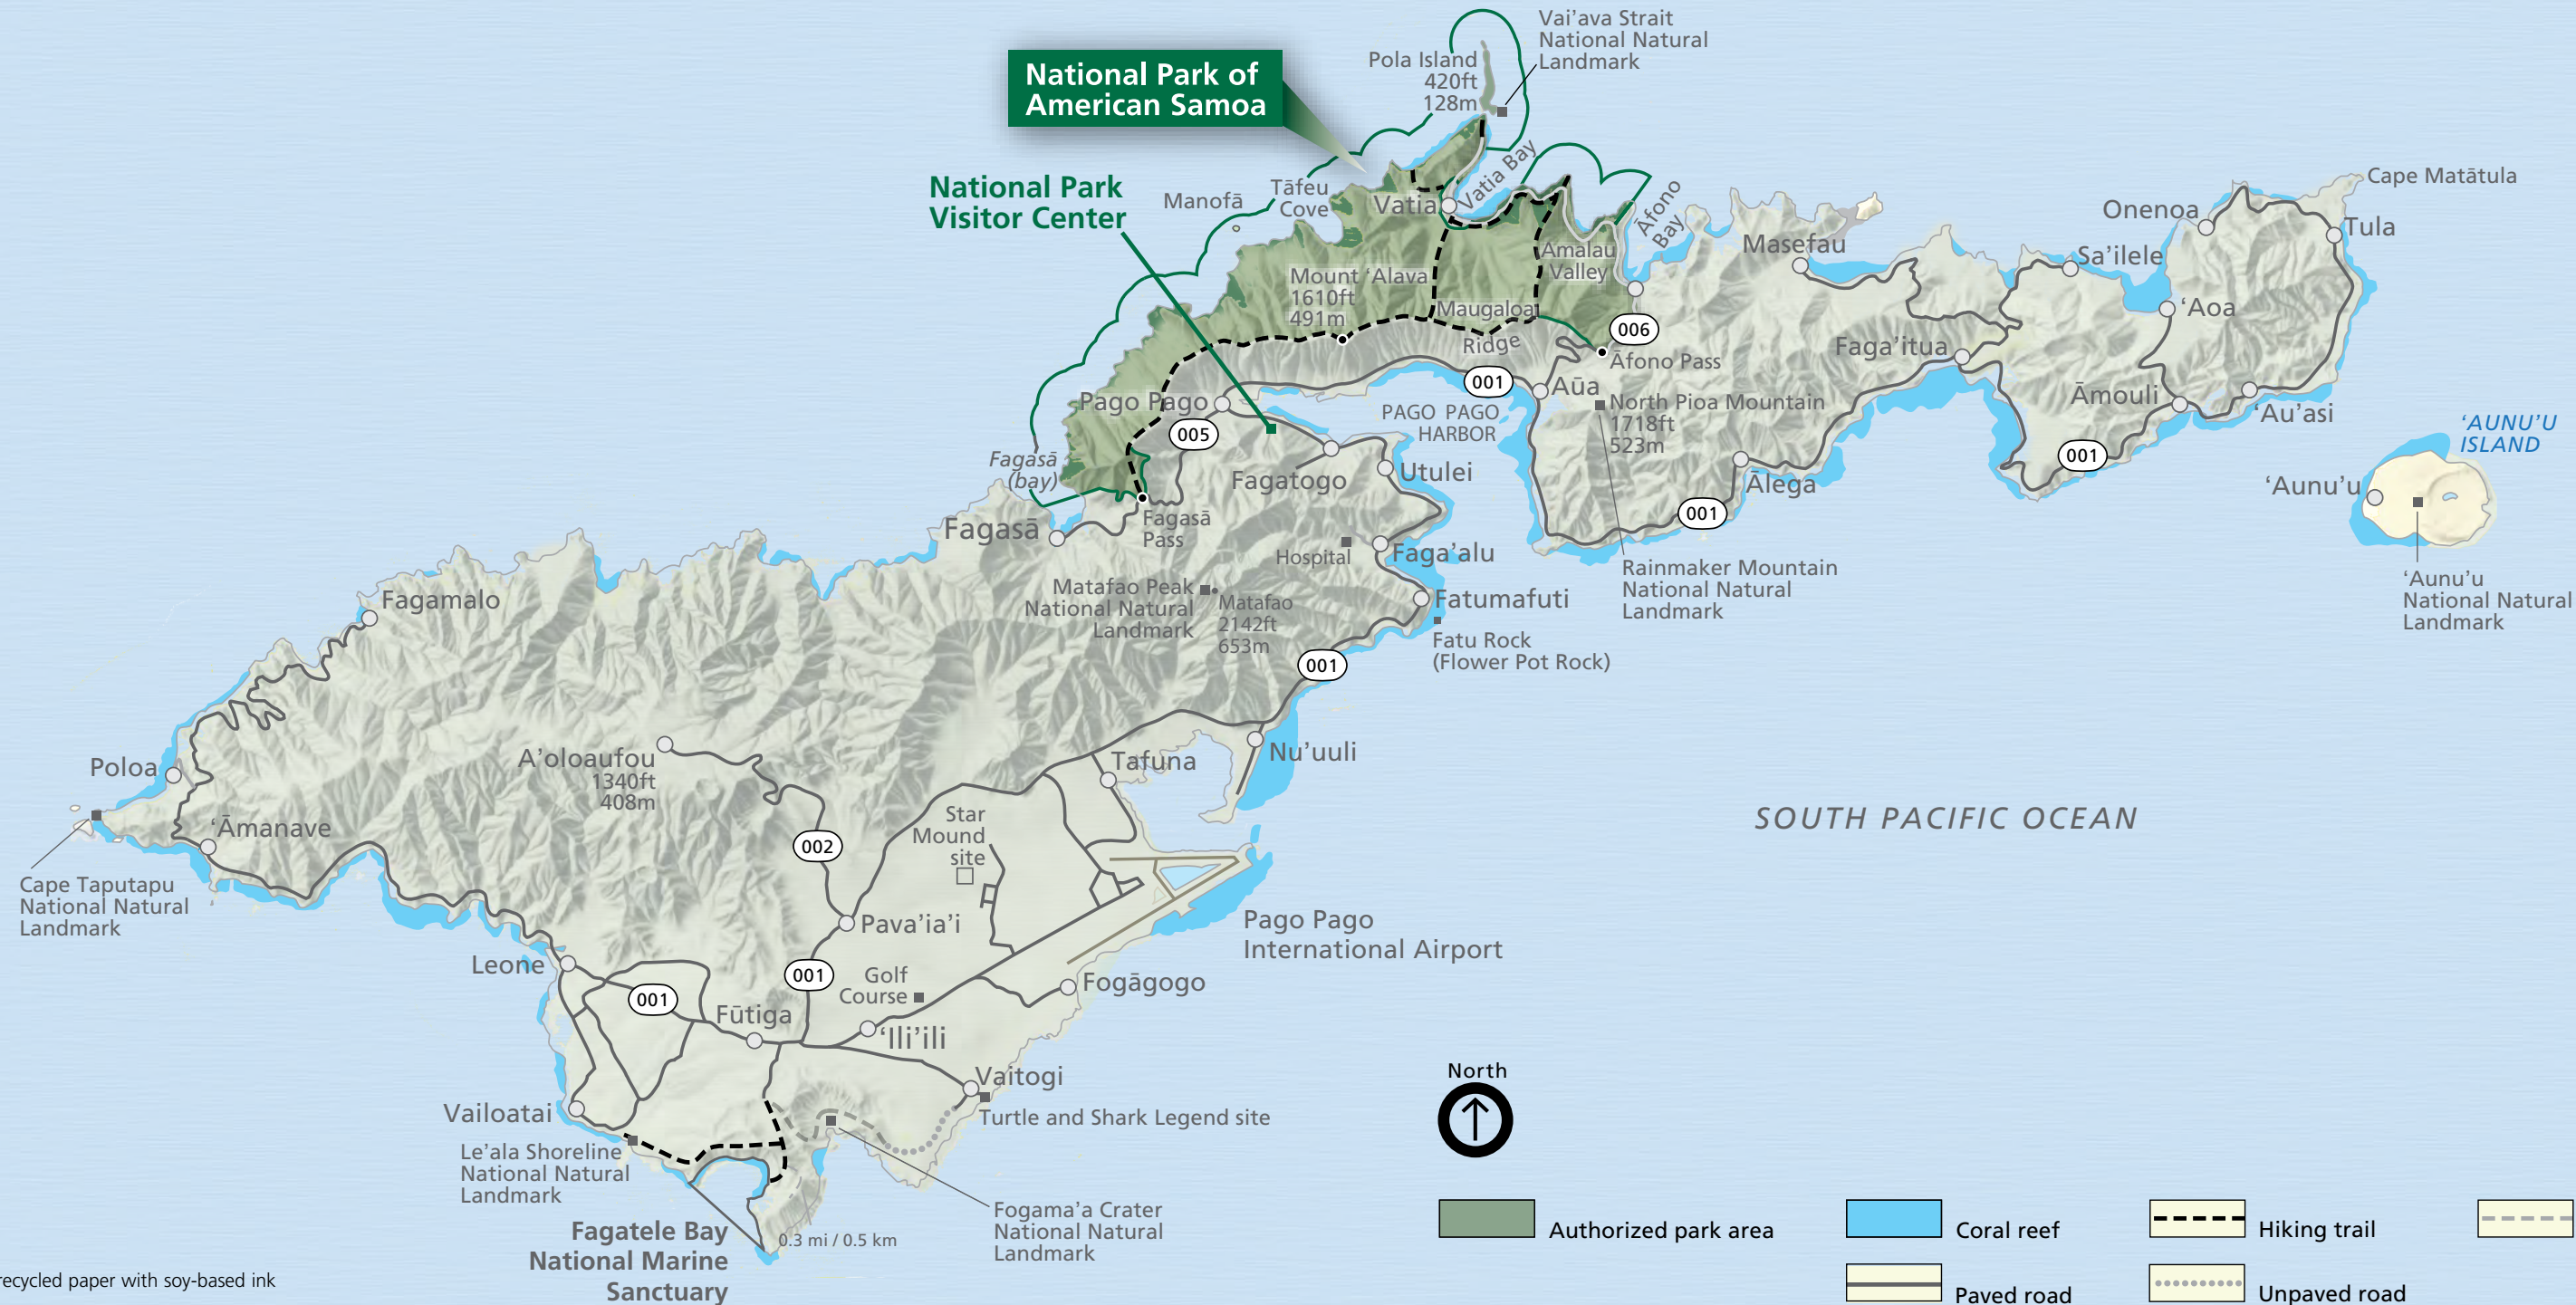 Vai'ava Strait
National Natural
Landmark
Pola Island
420ft
128m
National Park of
American Samoa
National Park
Visitor Center
Manofā
Tāfeu
Cove
Vatia
Vatia Bay
Āfono
Bay
Amalau
Valley
Masefau
Cape Matātula
Onenoa
Tula
Sa'ilele
'Aoa
Mount 'Alava
1610ft
491m
Maugaloa
Ridge
006
Āfono Pass
Faga'itua
001
Aūa
Pago Pago
PAGO PAGO
HARBOR
North Pioa Mountain
1718ft
523m
Āmouli
'Au'asi
'AUNU'U
ISLAND
005
Fagasā
(bay)
Fagatogo
Utulei
Ālega
001
001
'Aunu'u
Fagasā
Fagasā
Pass
Hospital
Faga'alu
Rainmaker Mountain
National Natural
Landmark
'Aunu'u
National Natural
Landmark
Fagamalo
Matafao Peak
National Natural
Landmark
Matafao
2142ft
653m
Fatumafuti
Fatu Rock
(Flower Pot Rock)
001
Poloa
A'oloaufou
1340ft
408m
Tafuna
Nu'uuli
'Āmanave
Star
Mound
site
002
SOUTH PACIFIC OCEAN
Cape Taputapu
National Natural
Landmark
Pava'ia'i
Pago Pago
International Airport
Leone
001
001
Golf
Course
Fogāgogo
Fūtiga
'Ili'ili
Vaitogi
Turtle and Shark Legend site
Vailoatai
Le'ala Shoreline
National Natural
Landmark
Fogama'a Crater
National Natural
Landmark
Fagatele Bay
National Marine
Sanctuary
0.3 mi / 0.5 km
North
Authorized park area
Coral reef
Hiking trail
Paved road
Unpaved road
recycled paper with soy-based ink